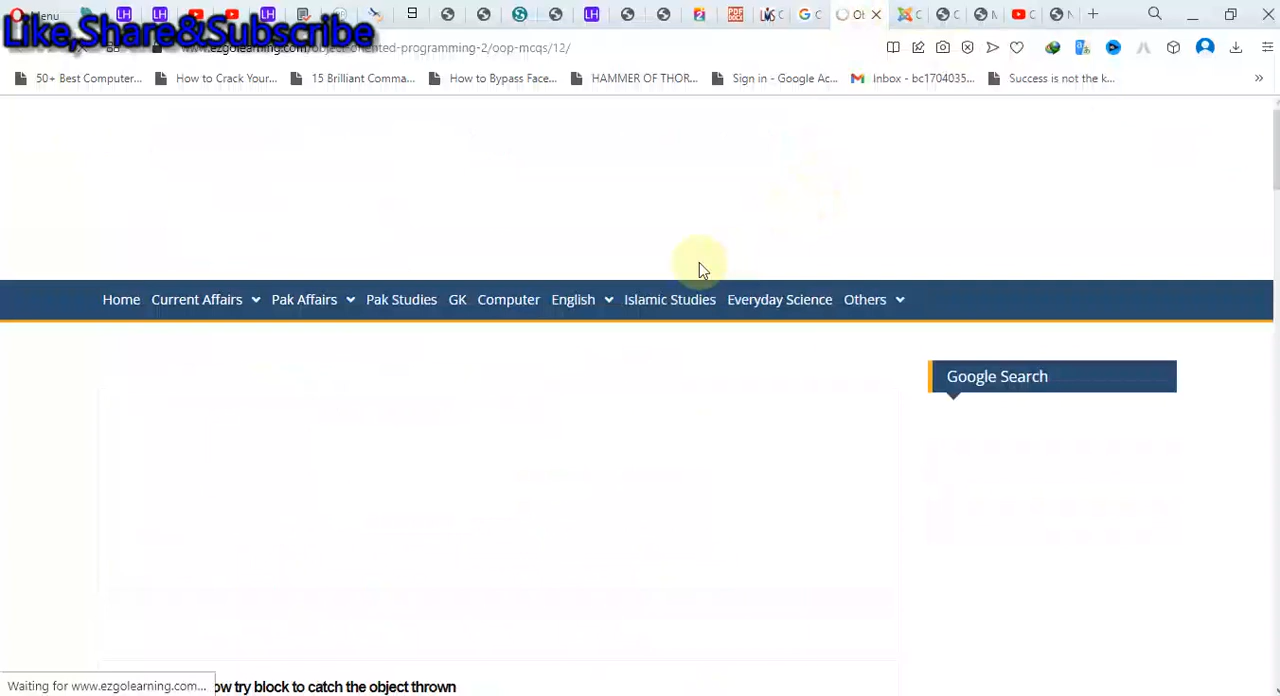 Menu
Like,Share&Subscribe
www.ezgolearning.com/object-oriented-programming-2/oop-mcqs/12/
50+ Best Computer...
How to Crack Your...
15 Brilliant Comma...
How to Bypass Face...
HAMMER OF THOR...
Sign in - Google Ac...
Inbox - bc1704035...
Success is not the k...
Home Current Affairs Pak Affairs Pak Studies GK Computer English Islamic Studies Everyday Science Others
Google Search
ow try block to catch the object thrown
Waiting for www.ezgolearning.com...